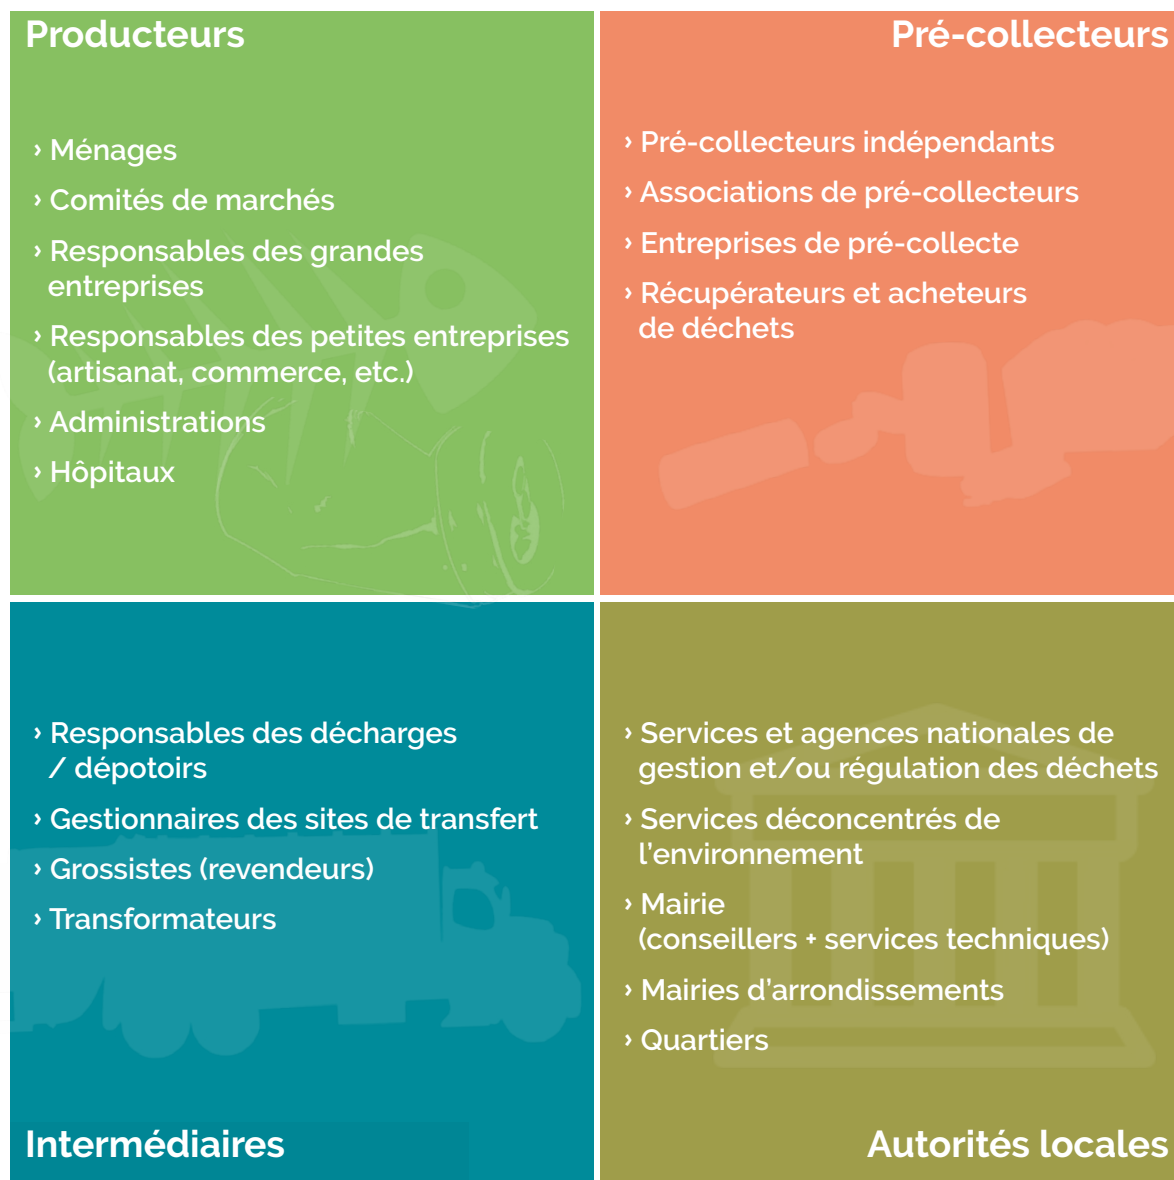 Producteurs
› Ménages
› Comités de marchés
› Responsables des grandes
entreprises
› Responsables des petites entreprises
(artisanat, commerce, etc.)
› Administrations
› Hôpitaux
Pré-collecteurs
› Pré-collecteurs indépendants
› Associations de pré-collecteurs
› Entreprises de pré-collecte
› Récupérateurs et acheteurs
de déchets
› Responsables des décharges
/ dépotoirs
› Gestionnaires des sites de transfert
› Grossistes (revendeurs)
› Transformateurs
Intermédiaires
› Services et agences nationales de
gestion et/ou régulation des déchets
› Services déconcentrés de
l’environnement
› Mairie
(conseillers + services techniques)
› Mairies d’arrondissements
› Quartiers
Autorités locales